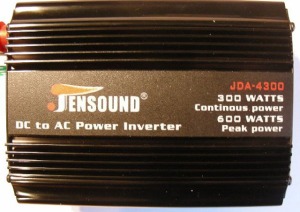 JENSOUND®
DC to AC Power Inverter
JDA-4300
300 WATTS
Continous power
600 WATTS
Peak power